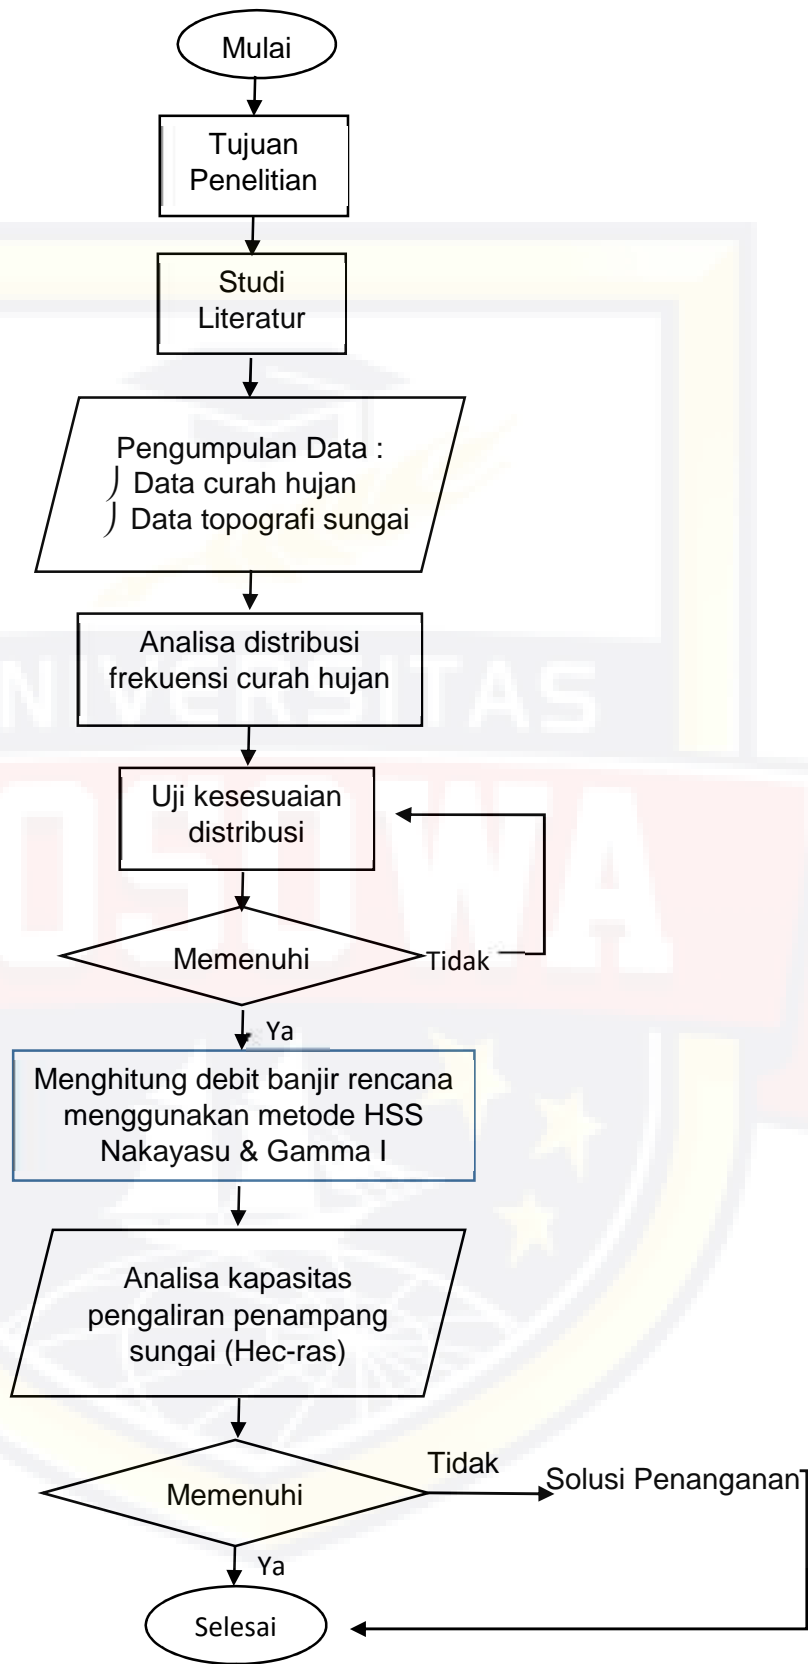 Mulai
Tujuan
Penelitian
Studi
Literatur
Pengumpulan Data :
Data curah hujan
Data topografi sungai
Analisa distribusi
frekuensi curah hujan
Uji kesesuaian
distribusi
Memenuhi
Tidak
Ya
Menghitung debit banjir rencana
menggunakan metode HSS
Nakayasu & Gamma I
Analisa kapasitas
pengaliran penampang
sungai (Hec-ras)
Memenuhi
Tidak
Solusi Penanganan
Ya
Selesai
NIVERSITAS
OSOWA